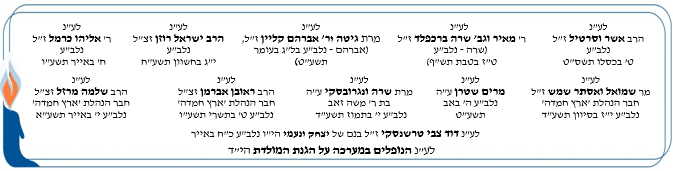 לע"נ
הרב אשר וסרטיל ז"ל
נלב"ע
ט' בכסלו תשס"ט
לע"נ
ר' מאיר וגב' שרה ברכפלד ז"ל
(שרה - נלב"ע
ט"ז בטבת תש"ף)
לע"נ
מרת גיטה ור' אברהם קליין ז"ל,
(אברהם - נלב"ע בל"ג בעומר
תשע"ט)
לע"נ
הרב ישראל רוזן זצ"ל
נלב"ע
י"ג בחשוון תשע"ח
לע"נ
ר' אליהו כרמל ז"ל
נלב"ע
ח' באייר תשע"ו
לע"נ
מר שמואל ואסתר שמש ז"ל
חבר הנהלת 'ארץ חמדה'
נלב"ע י"ז בסיוון תשע"ד
לע"נ
מרים שטרן ע"ה
נלב"ע ה' באב
תשע"ט
לע"נ
מרת שרה ונגרובסקי ע"ה
בת ר' משה זאב
נלב"ע י' בתמוז תשע"ד
לע"נ
הרב ראובן אברמן זצ"ל
חבר הנהלת 'ארץ חמדה'
נלב"ע ט' בתשרי תשע"ו
לע"נ
הרב שלמה מרזל זצ"ל
חבר הנהלת 'ארץ חמדה'
נלב"ע י' באייר תשע"א
לע"נ דוד צבי טרשנסקי ז"ל בנם של יצחק ונעמי הי"ו נלב"ע כ"ח באייר
לע"נ הנופלים במערכה על הגנת המולדת הי"ד